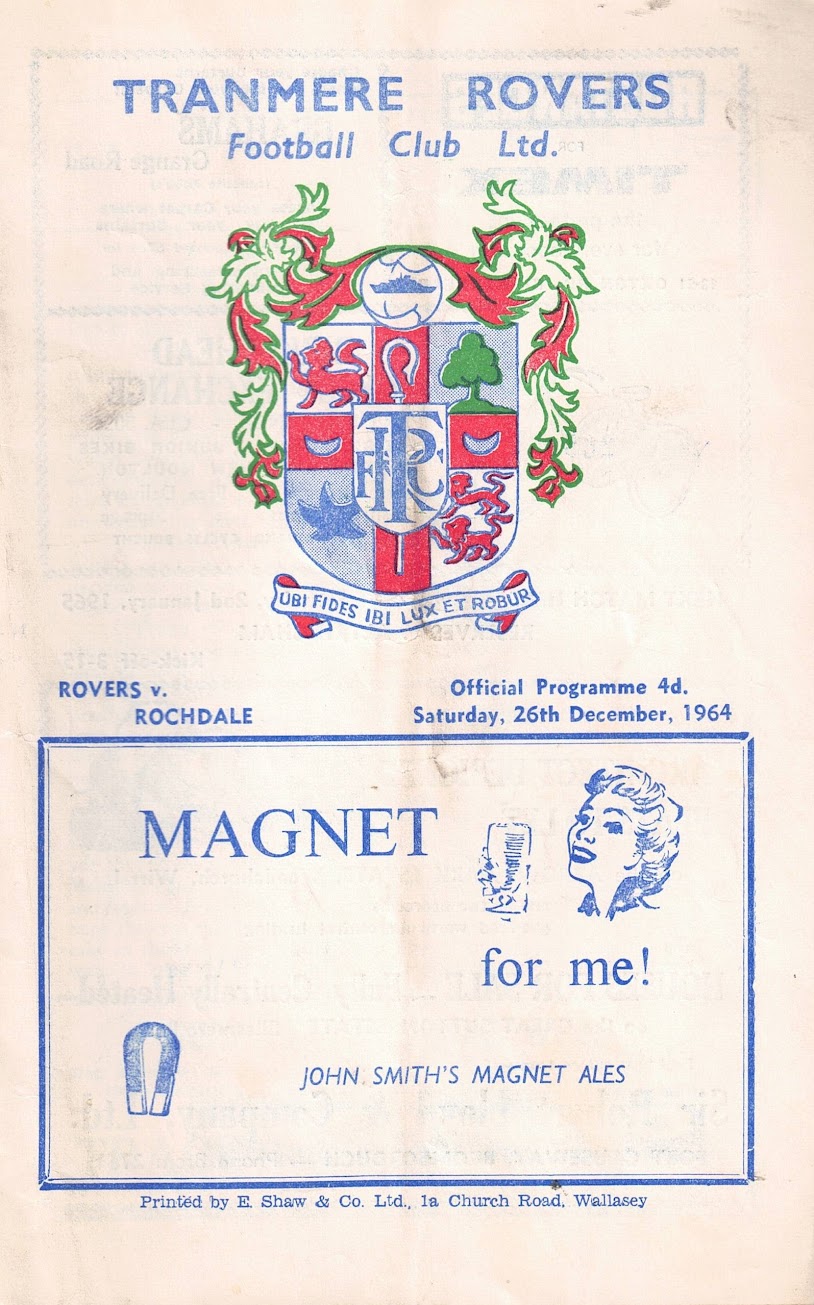 TRANMERE ROVERS
Football Club Ltd.
TRFC
UBI FIDES IBI LUX ET ROBUR
ROVERS v.
ROCHDALE
Official Programme 4d.
Saturday, 26th December, 1964
MAGNET
for me!
JOHN SMITH'S MAGNET ALES
Printed by E. Shaw & Co. Ltd., 1a Church Road, Wallasey